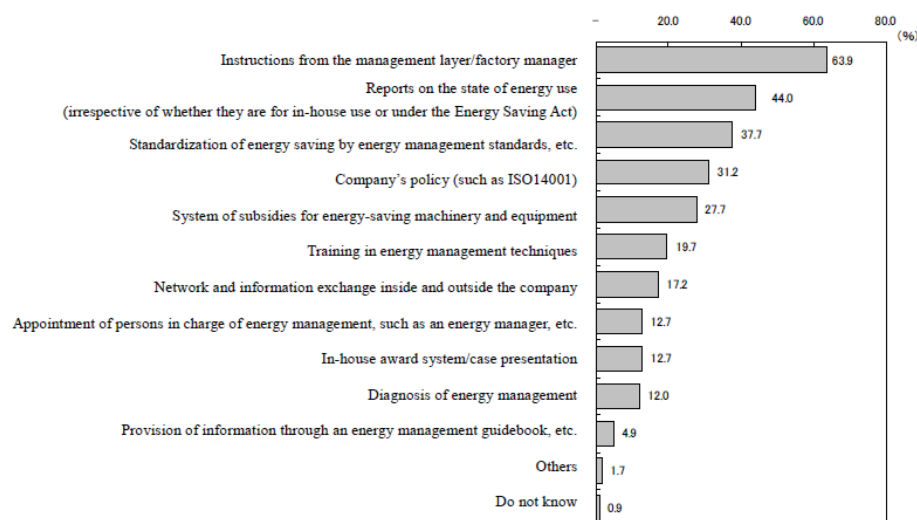 – 20.0 40.0 60.0 80.0
(%)
Instructions from the management layer/factory manager 63.9
Reports on the state of energy use
(irrespective of whether they are for in-house use or under the Energy Saving Act) 44.0
Standardization of energy saving by energy management standards, etc. 37.7
Company's policy (such as ISO14001) 31.2
System of subsidies for energy-saving machinery and equipment 27.7
Training in energy management techniques 19.7
Network and information exchange inside and outside the company 17.2
Appointment of persons in charge of energy management, such as an energy manager, etc. 12.7
In-house award system/case presentation 12.7
Diagnosis of energy management 12.0
Provision of information through an energy management guidebook, etc. 4.9
Others 1.7
Do not know 0.9